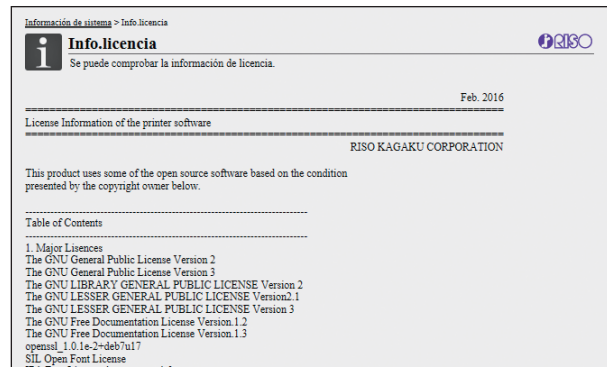 Información de sistema > Info.licencia
Info.licencia
RISO
Se puede comprobar la información de licencia.
Feb. 2016
License Information of the printer software
RISO KAGAKU CORPORATION
This product uses some of the open source software based on the condition
presented by the copyright owner below.
Table of Contents
1. Major Lisences
The GNU General Public License Version 2
The GNU General Public License Version 3
The GNU LIBRARY GENERAL PUBLIC LICENSE Version 2
The GNU LESSER GENERAL PUBLIC LICENSE Version2.1
The GNU LESSER GENERAL PUBLIC LICENSE Version 3
The GNU Free Documentation License Version.1.2
The GNU Free Documentation License Version.1.3
openssl_1.0.1e-2+deb7u17
SIL Open Font License